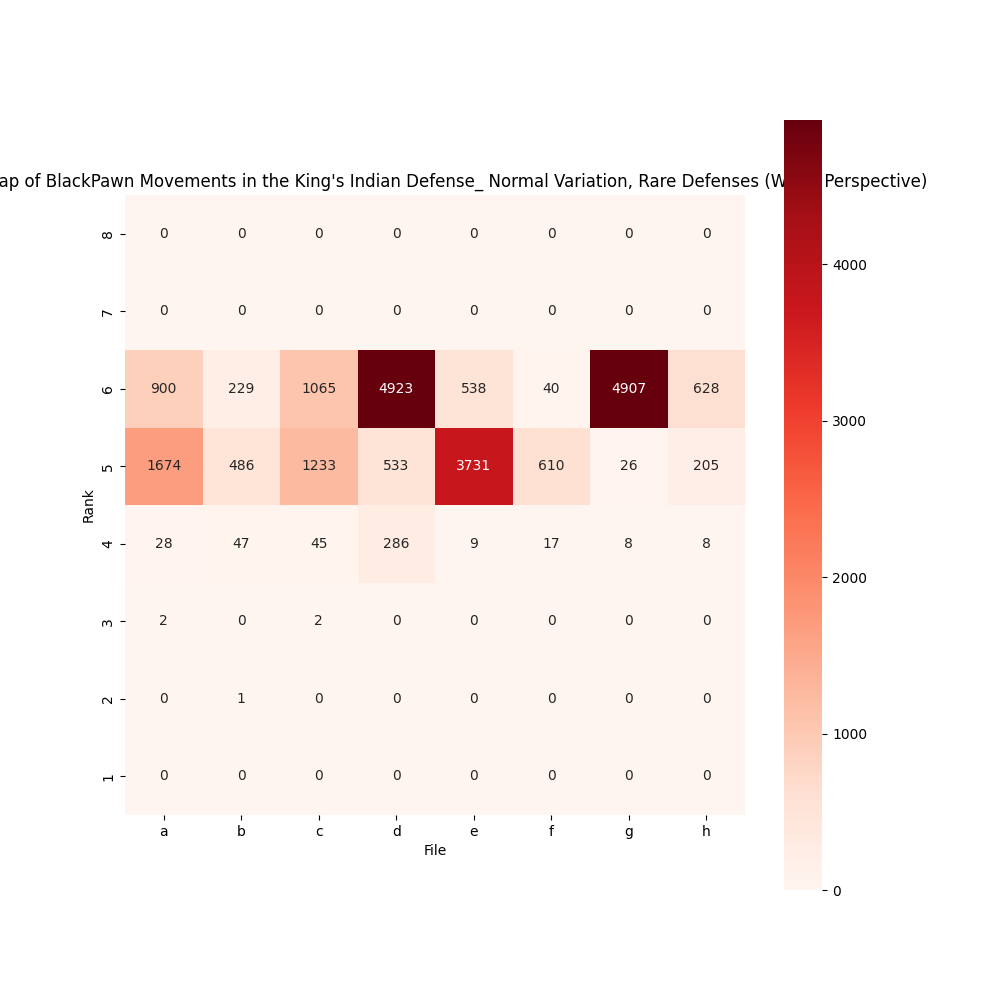 ap of BlackPawn Movements in the King's Indian Defense_ Normal Variation, Rare Defenses (W Perspective)
8 0 0 0 0 0 0 0 0
7 0 0 0 0 0 0 0 0
6 900 229 1065 4923 538 40 4907 628
5 1674 486 1233 533 3731 610 26 205
4 28 47 45 286 9 17 8 8
3 2 0 2 0 0 0 0 0
2 0 1 0 0 0 0 0 0
1 0 0 0 0 0 0 0 0
a b c d e f g h
File
Rank
4000
3000
2000
1000
0